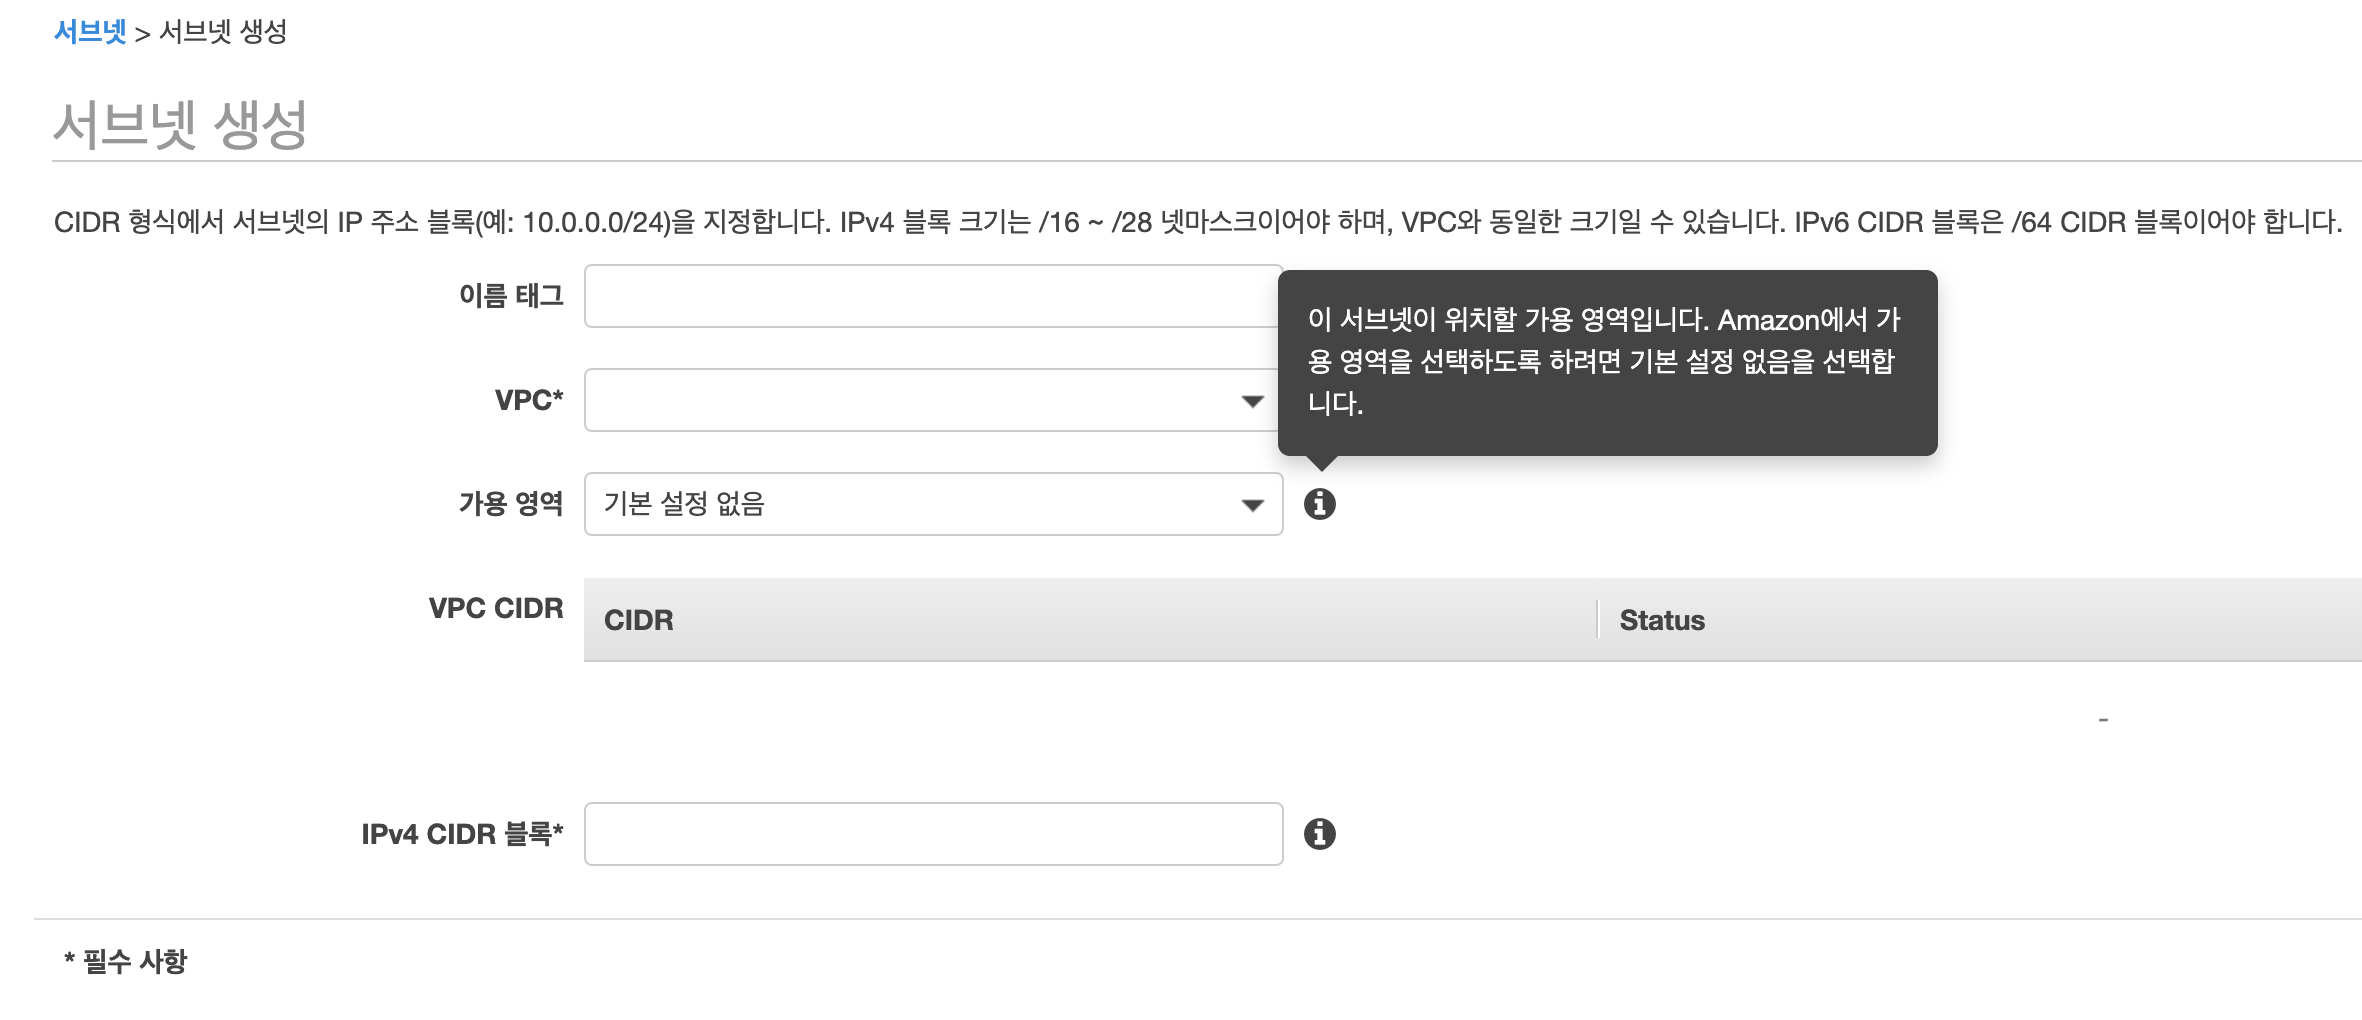 서브넷 > 서브넷 생성
서브넷 생성
CIDR 형식에서 서브넷의 IP 주소 블록(예: 10.0.0.0/24)을 지정합니다. IPv4 블록 크기는 /16 ~ /28 넷마스크이어야 하며, VPC와 동일한 크기일 수 있습니다. IPv6 CIDR 블록은 /64 CIDR 블록이어야 합니다.
이름 태그
이 서브넷이 위치할 가용 영역입니다. Amazon에서 가
용 영역을 선택하도록 하려면 기본 설정 없음을 선택합
니다.
VPC*
가용 영역 기본 설정 없음
VPC CIDR CIDR Status
-
IPv4 CIDR 블록*
* 필수 사항